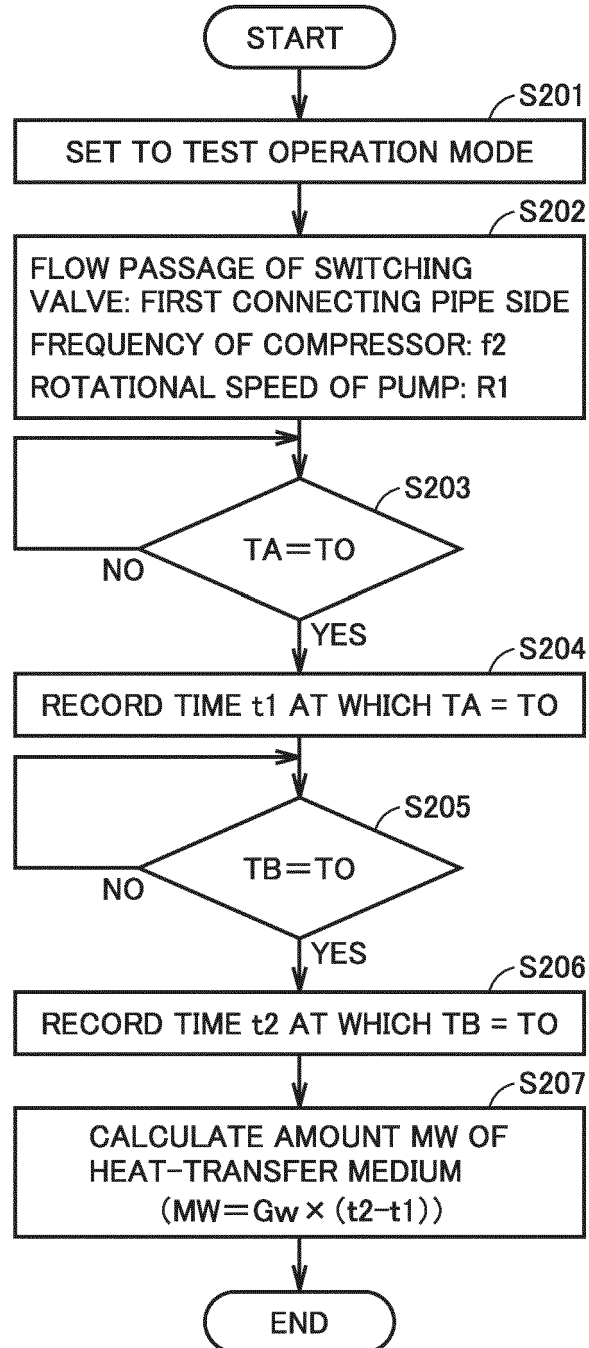 START
S201
SET TO TEST OPERATION MODE
S202
FLOW PASSAGE OF SWITCHING
VALVE: FIRST CONNECTING PIPE SIDE
FREQUENCY OF COMPRESSOR: f2
ROTATIONAL SPEED OF PUMP: R1
S203
TA=TO
NO
YES
S204
RECORD TIME t1 AT WHICH TA = TO
S205
TB=TO
NO
YES
S206
RECORD TIME t2 AT WHICH TB = TO
S207
CALCULATE AMOUNT MW OF
HEAT-TRANSFER MEDIUM
(MW=Gw×(t2-t1))
END